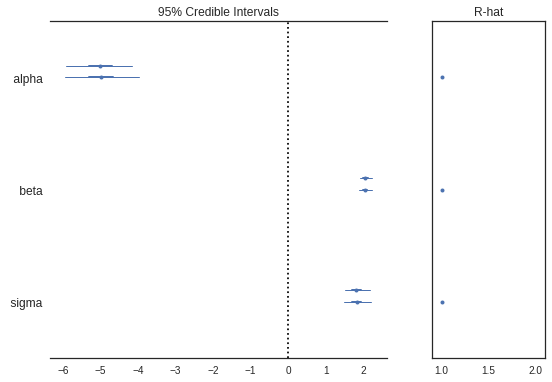 95% Credible Intervals
R-hat
alpha
beta
sigma
−6 −5 −4 −3 −2 −1 0 1 2
1.0 1.5 2.0